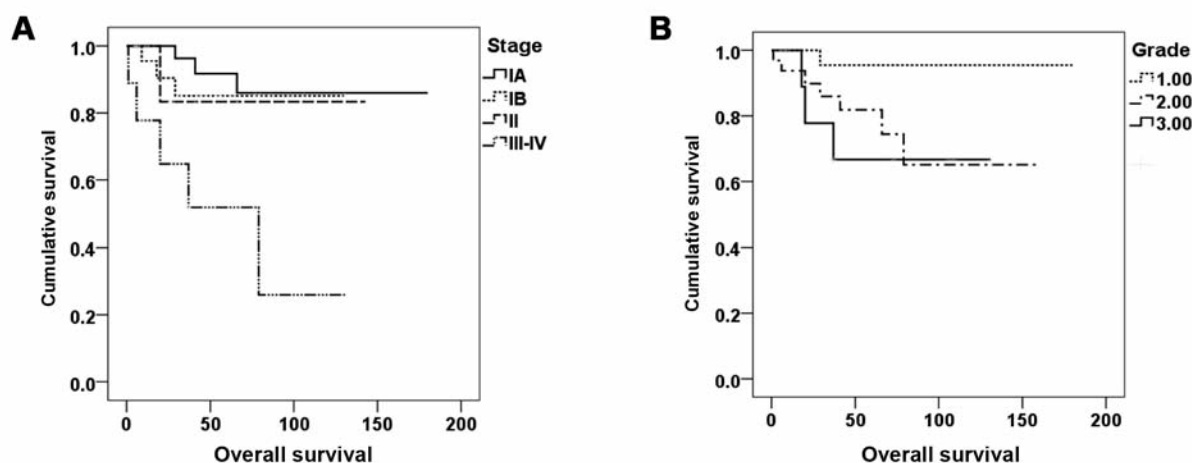 A
Stage
IA
IB
II
III-IV
Cumulative survival
1.0
0.8
0.6
0.4
0.2
0.0
0 50 100 150 200
Overall survival
B
Grade
1.00
2.00
3.00
Cumulative survival
1.0
0.8
0.6
0.4
0.2
0.0
0 50 100 150 200
Overall survival